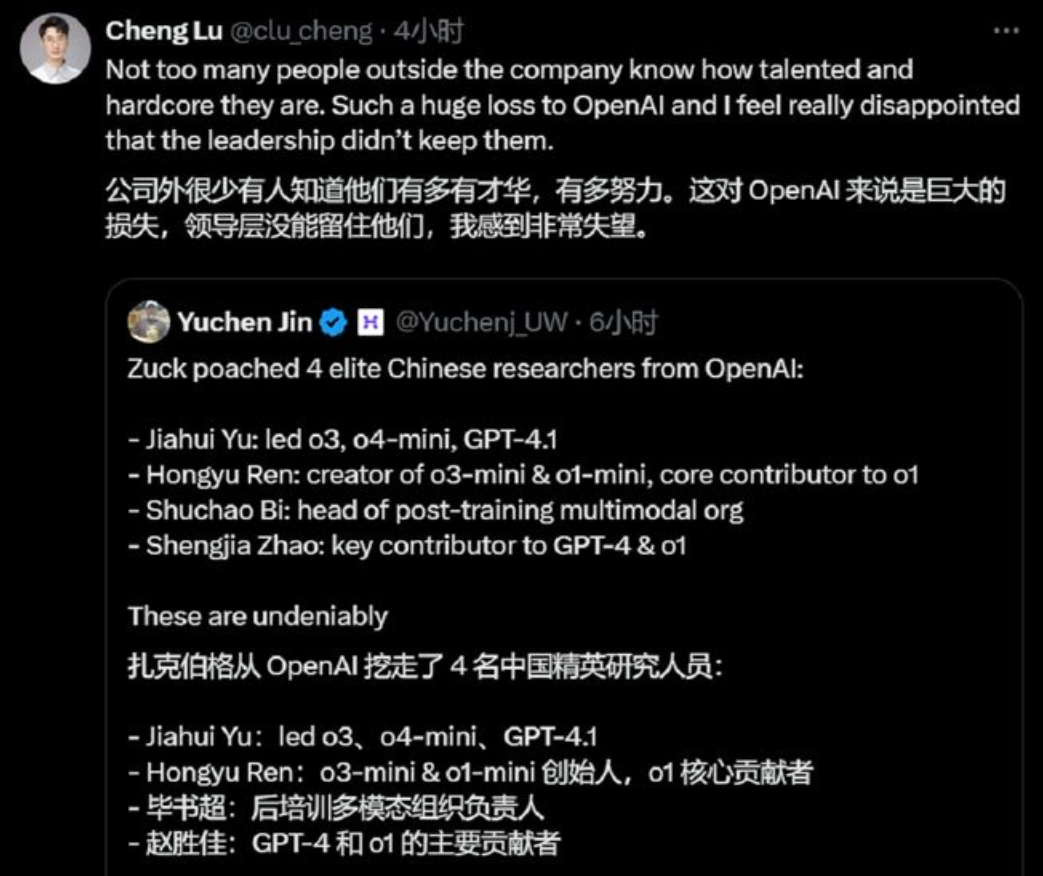 Cheng Lu @clu_cheng · 4小时
Not too many people outside the company know how talented and
hardcore they are. Such a huge loss to OpenAI and I feel really disappointed
that the leadership didn’t keep them.
公司外很少有人知道他们有多有才华，有多努力。这对 OpenAI 来说是巨大的
损失，领导层没能留住他们，我感到非常失望。
Yuchen Jin @Yuchenj_UW · 6小时
Zuck poached 4 elite Chinese researchers from OpenAI:
- Jiahui Yu: led o3, o4-mini, GPT-4.1
- Hongyu Ren: creator of o3-mini & o1-mini, core contributor to o1
- Shuchao Bi: head of post-training multimodal org
- Shengjia Zhao: key contributor to GPT-4 & o1
These are undeniably
扎克伯格从 OpenAI 挖走了 4 名中国精英研究人员：
- Jiahui Yu：led o3、o4-mini、GPT-4.1
- Hongyu Ren：o3-mini & o1-mini 创始人，o1 核心贡献者
- 毕书超：后培训多模态组织负责人
- 赵胜佳：GPT-4 和 o1 的主要贡献者